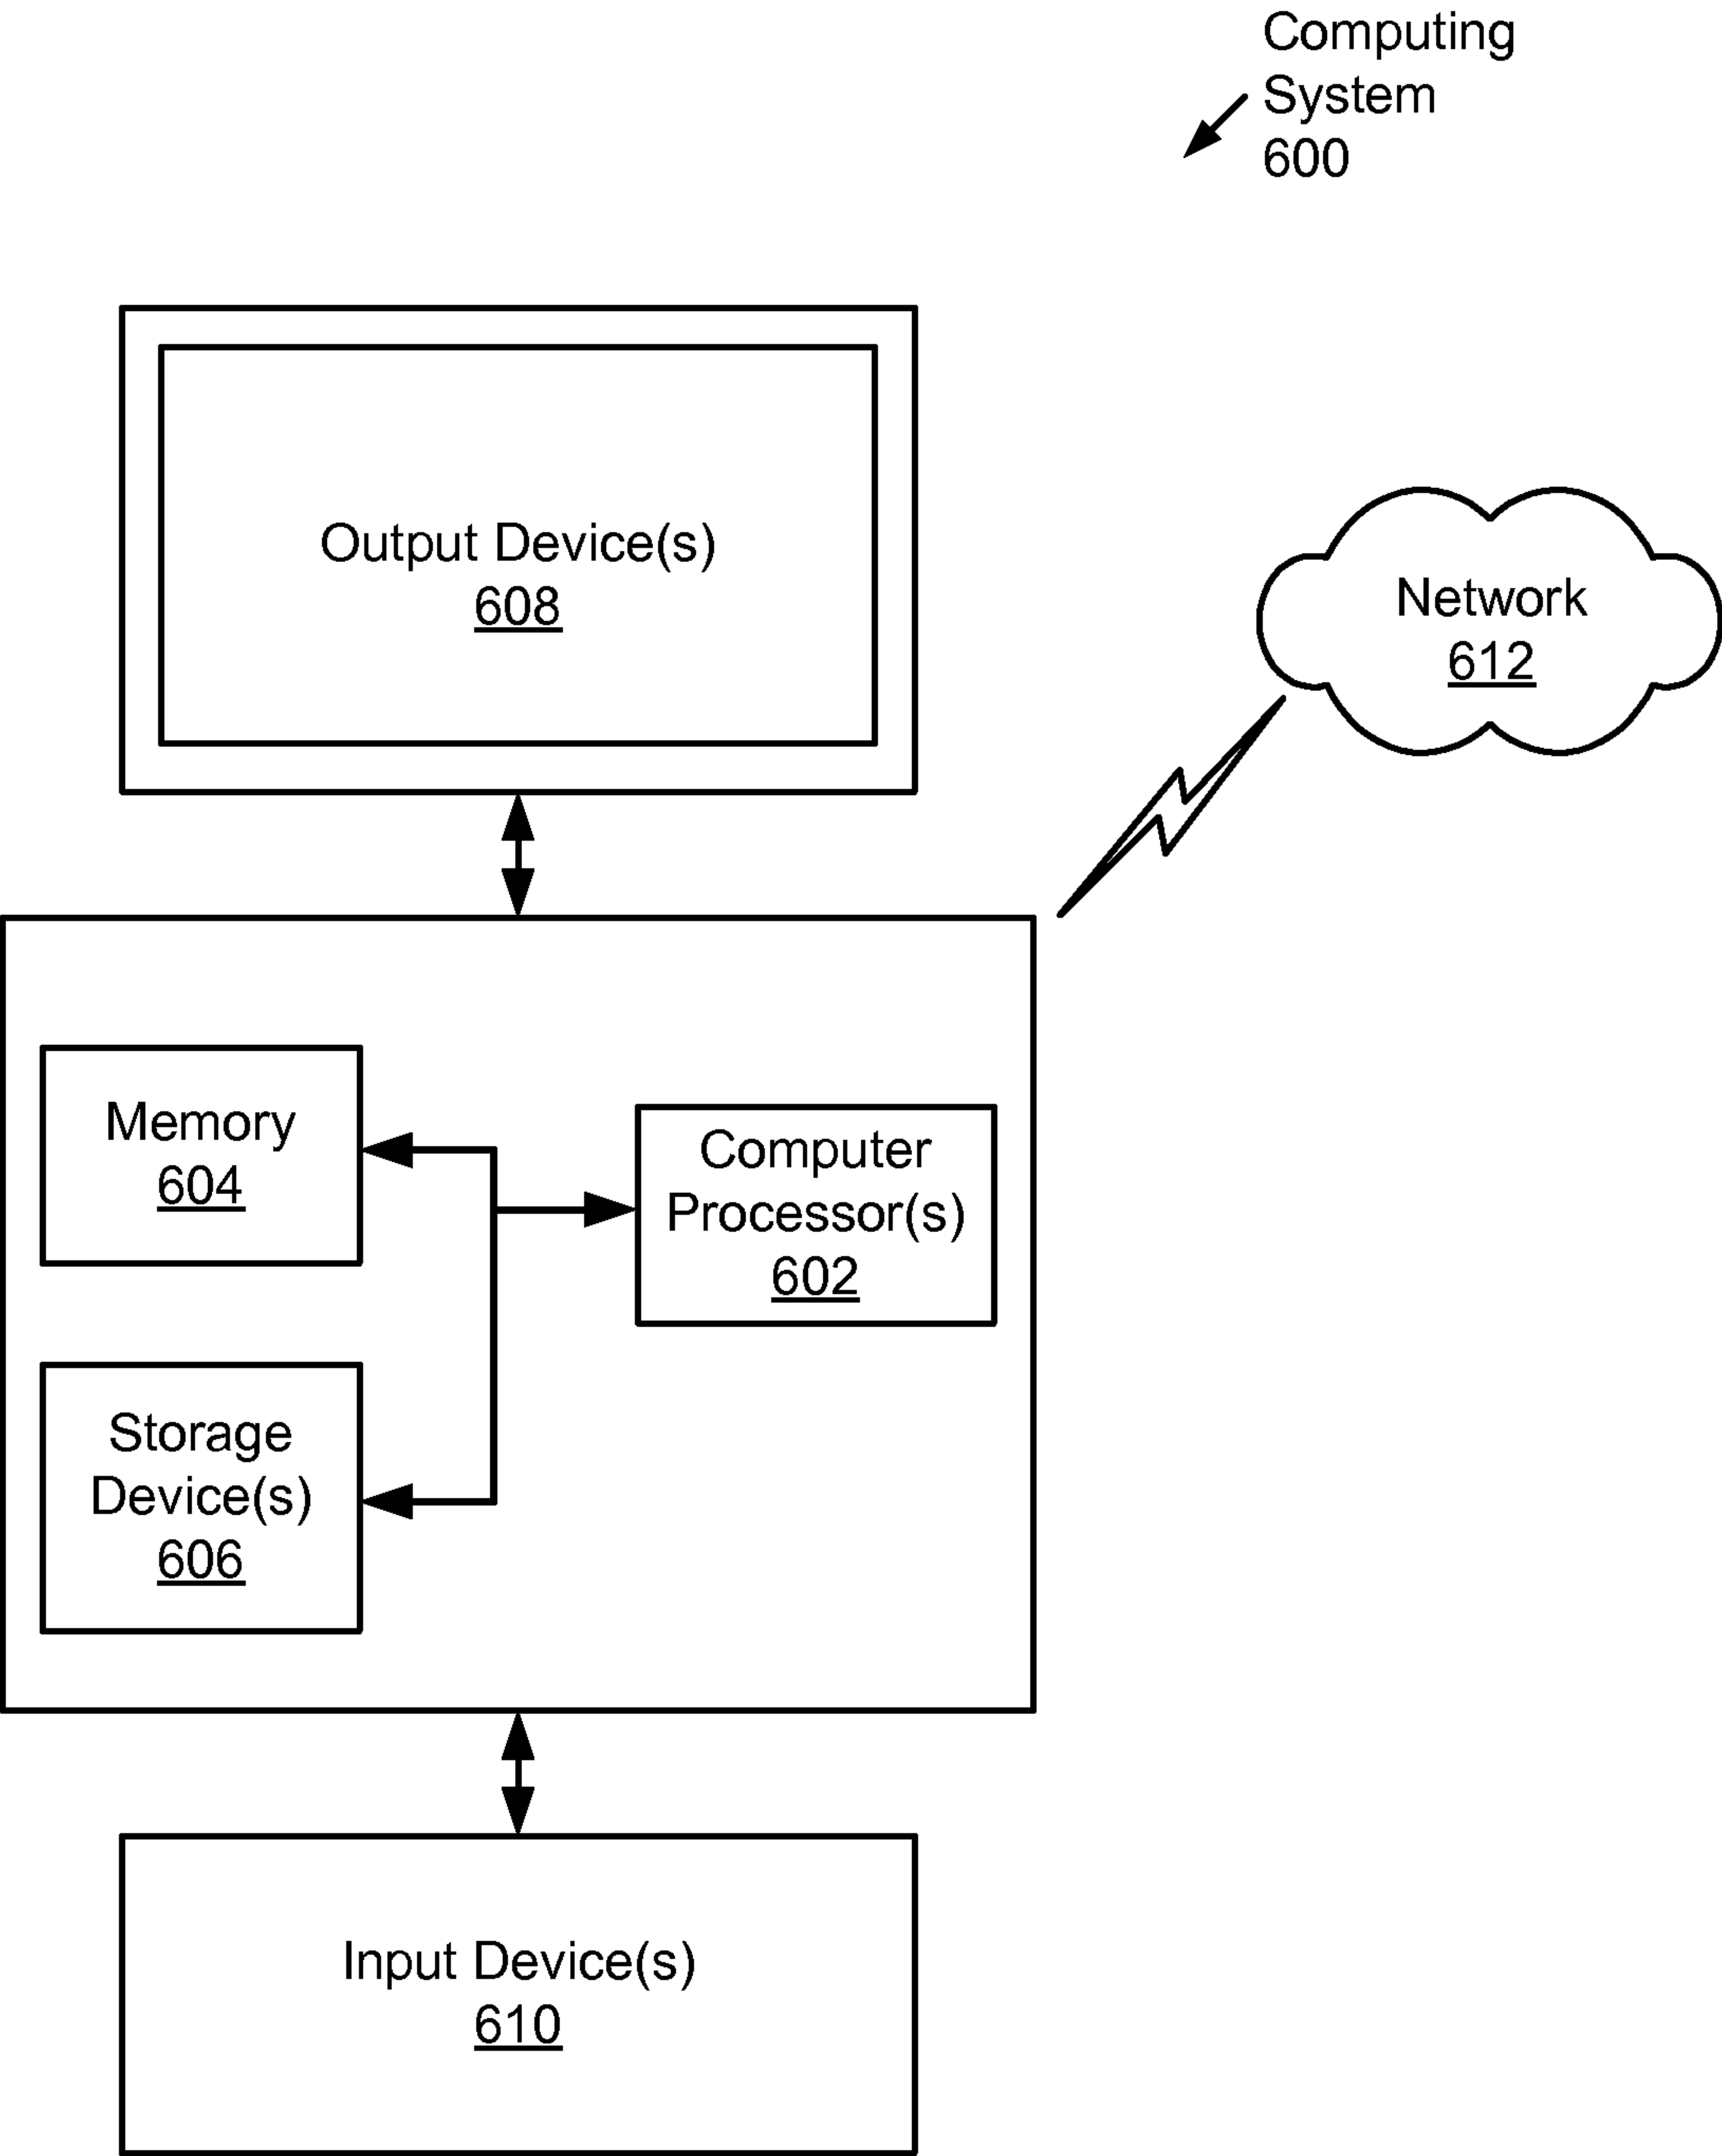 Computing
System
600
Output Device(s)
608
Network
612
Memory
604
Computer
Processor(s)
602
Storage
Device(s)
606
Input Device(s)
610